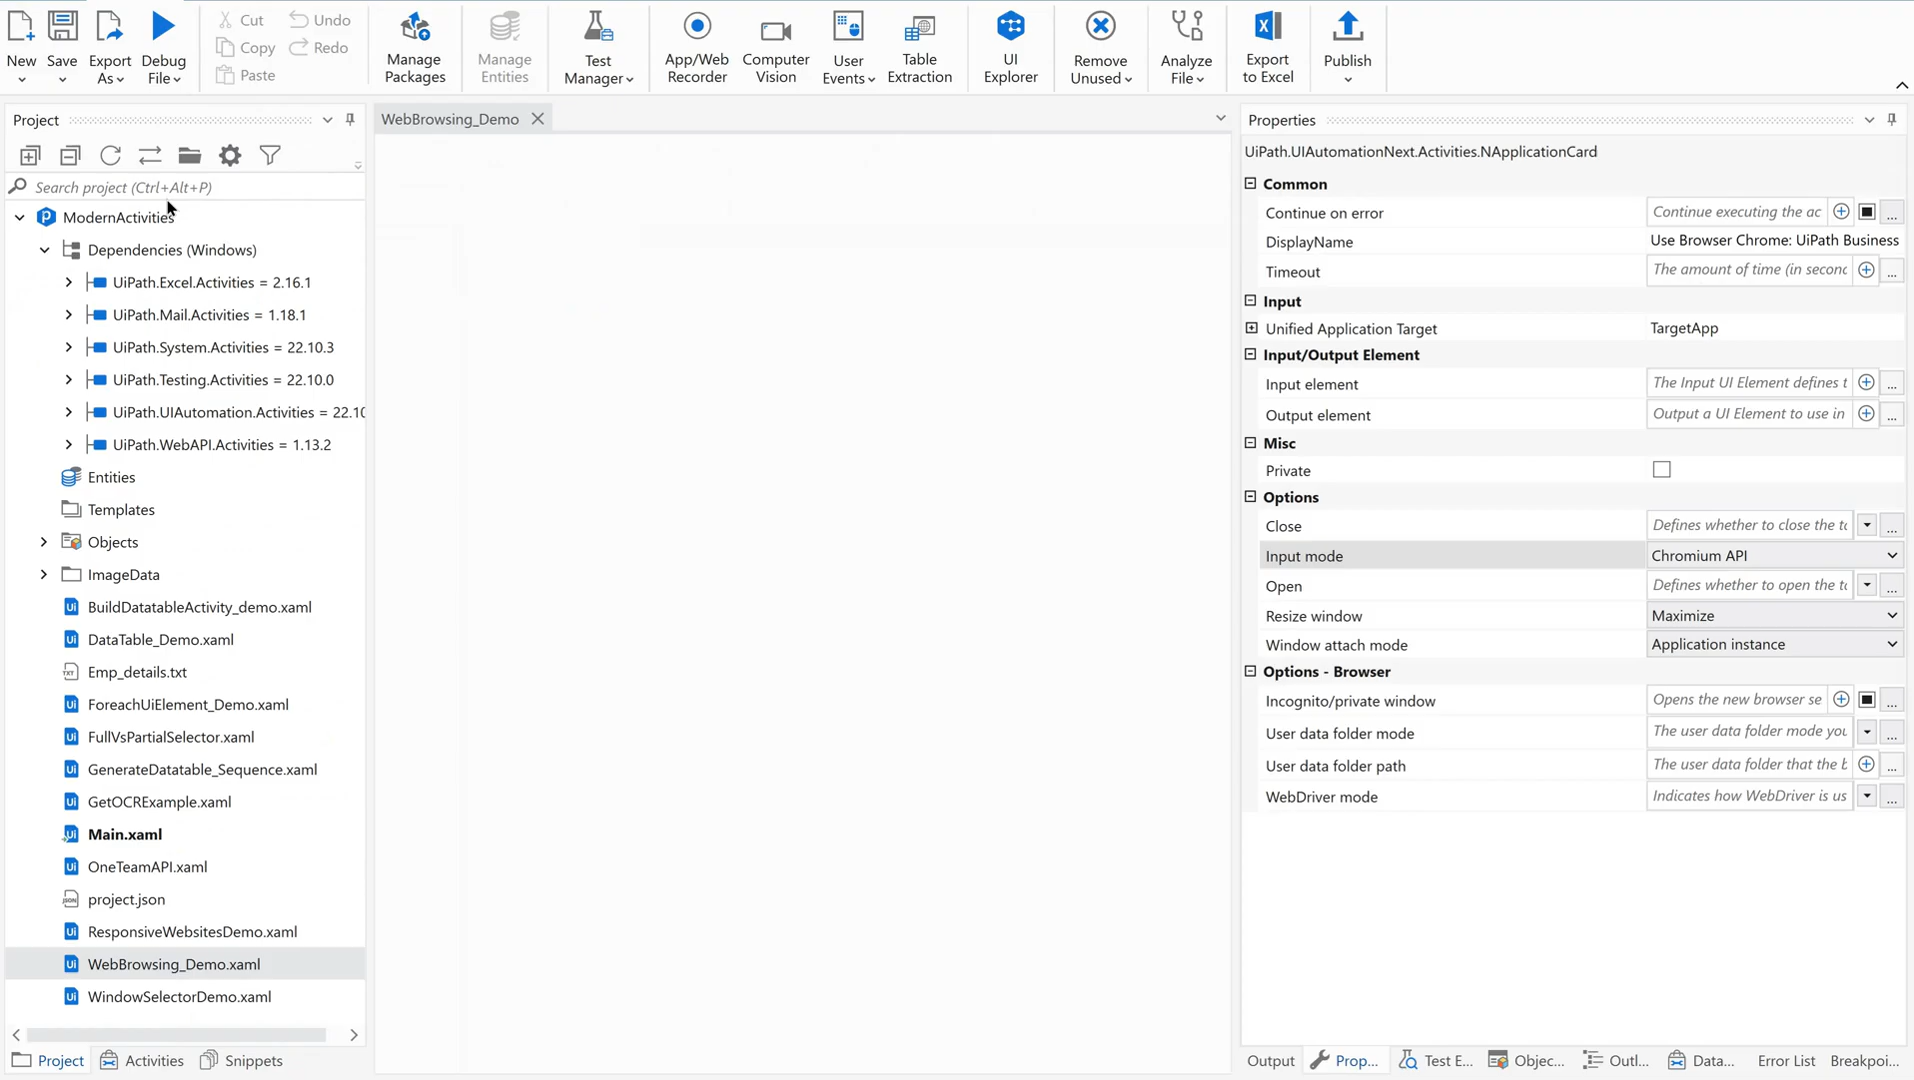 New
Save
Export
As
Debug
File
Cut
Copy
Paste
Undo
Redo
Manage
Packages
Manage
Entities
Test
Manager
App/Web
Recorder
Computer
Vision
User
Events
Table
Extraction
UI
Explorer
Remove
Unused
Analyze
File
Export
to Excel
Publish
Project
Search project (Ctrl+Alt+P)
ModernActivities
Dependencies (Windows)
UiPath.Excel.Activities = 2.16.1
UiPath.Mail.Activities = 1.18.1
UiPath.System.Activities = 22.10.3
UiPath.Testing.Activities = 22.10.0
UiPath.UIAutomation.Activities = 22.10
UiPath.WebAPI.Activities = 1.13.2
Entities
Templates
Objects
ImageData
BuildDatatableActivity_demo.xaml
DataTable_Demo.xaml
Emp_details.txt
ForeachUiElement_Demo.xaml
FullVsPartialSelector.xaml
GenerateDatatable_Sequence.xaml
GetOCRExample.xaml
Main.xaml
OneTeamAPI.xaml
project.json
ResponsiveWebsitesDemo.xaml
WebBrowsing_Demo.xaml
WindowSelectorDemo.xaml
Project
Activities
Snippets
WebBrowsing_Demo
Properties
UiPath.UIAutomationNext.Activities.NApplicationCard
Common
Continue on error Continue executing the ac ...
DisplayName Use Browser Chrome: UiPath Business
Timeout The amount of time (in secon ...
Input
Unified Application Target TargetApp
Input/Output Element
Input element The Input UI Element defines t ...
Output element Output a UI Element to use in ...
Misc
Private
Options
Close Defines whether to close the ta ...
Input mode Chromium API
Open Defines whether to open the ta ...
Resize window Maximize
Window attach mode Application instance
Options - Browser
Incognito/private window Opens the new browser se ...
User data folder mode The user data folder mode you ...
User data folder path The user data folder that the b ...
WebDriver mode Indicates how WebDriver is us ...
Output
Prop...
Test E...
Objec...
Outl...
Data...
Error List
Breakpoi...